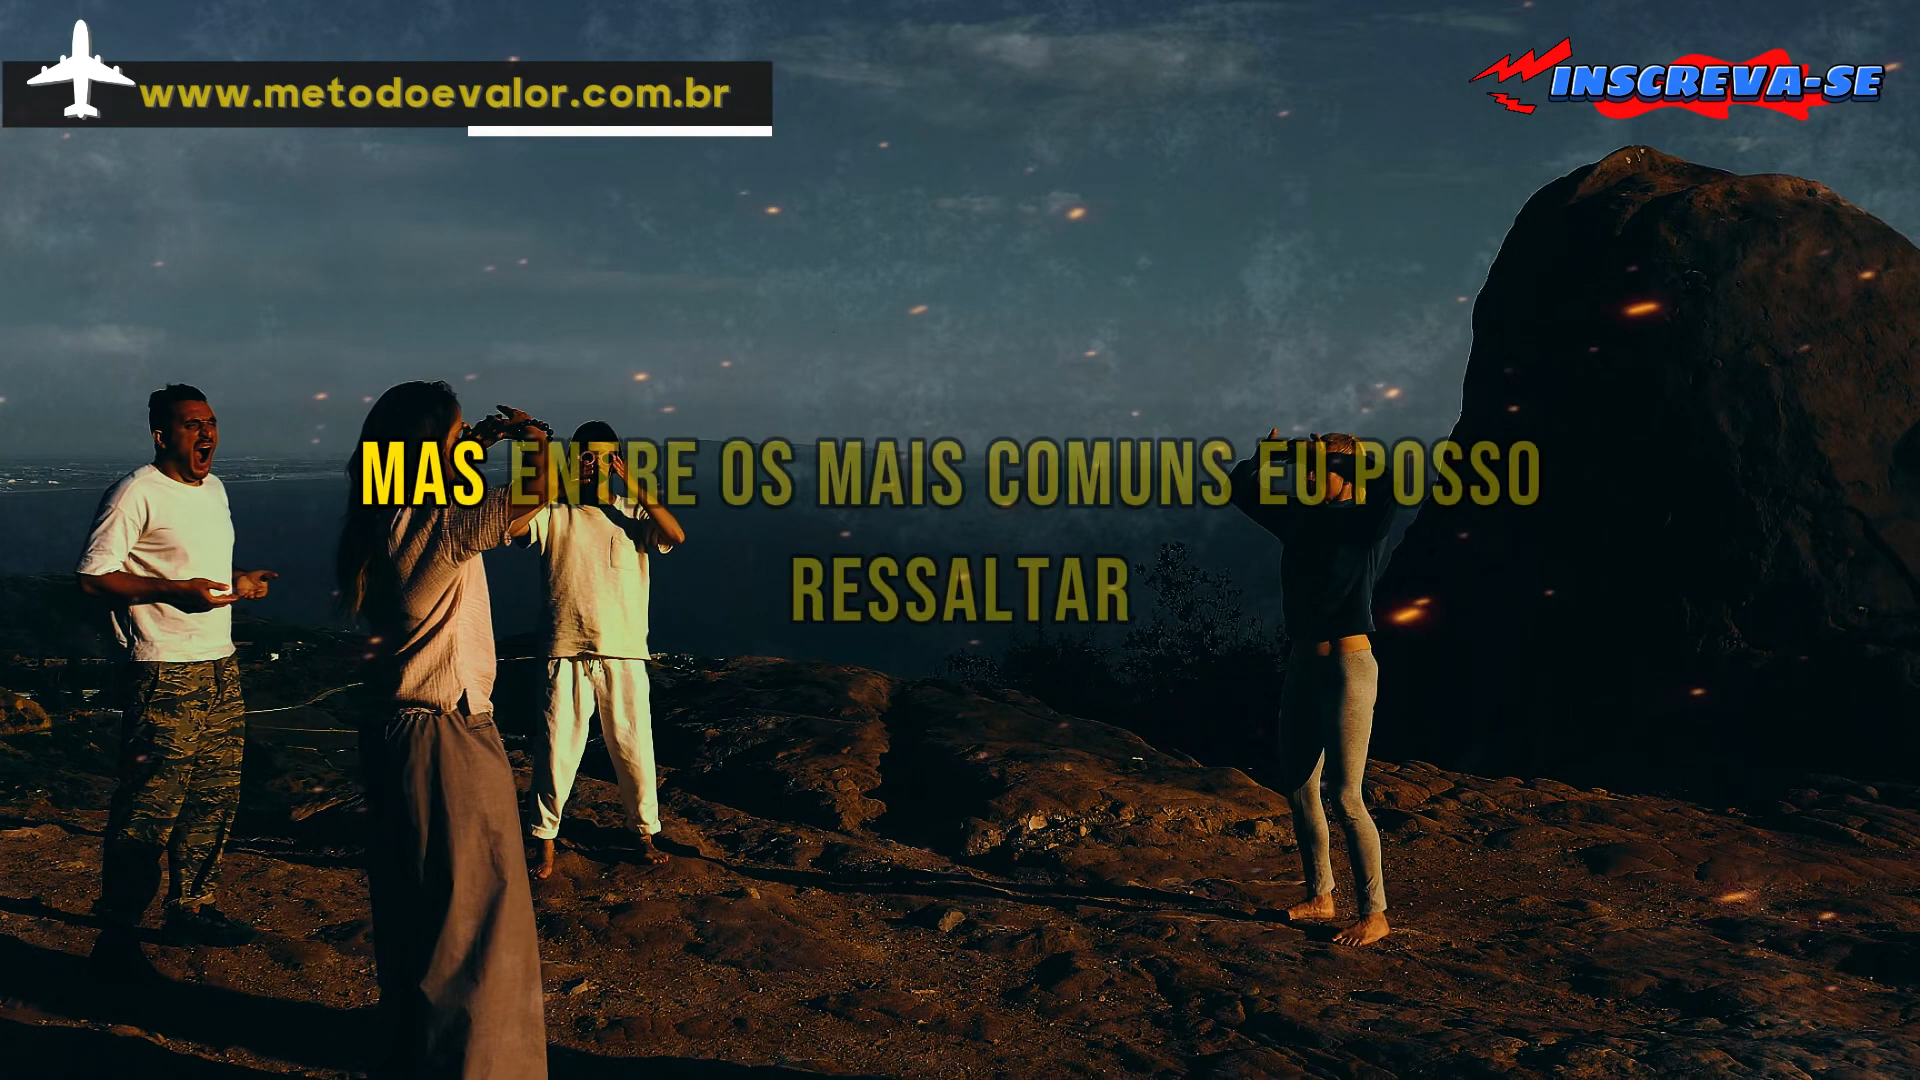 www.metodoevalor.com.br
INSCREVA-SE
MAS ENTRE OS MAIS COMUNS EU POSSO
RESSALTAR